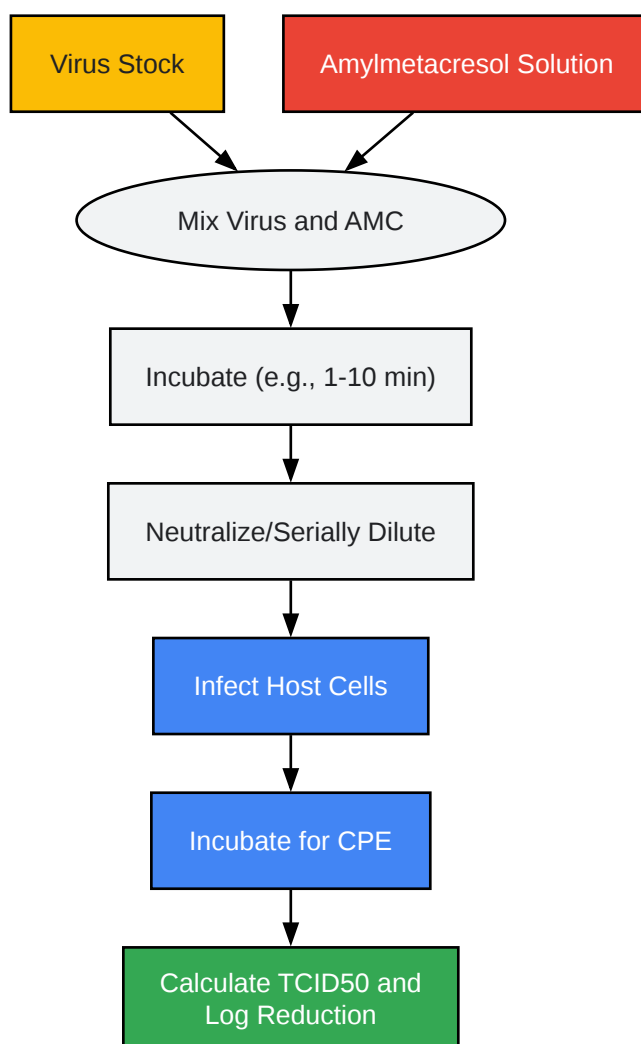 Virus Stock
Amylmetacresol Solution
Mix Virus and AMC
Incubate (e.g., 1-10 min)
Neutralize/Serially Dilute
Infect Host Cells
Incubate for CPE
Calculate TCID50 and
Log Reduction